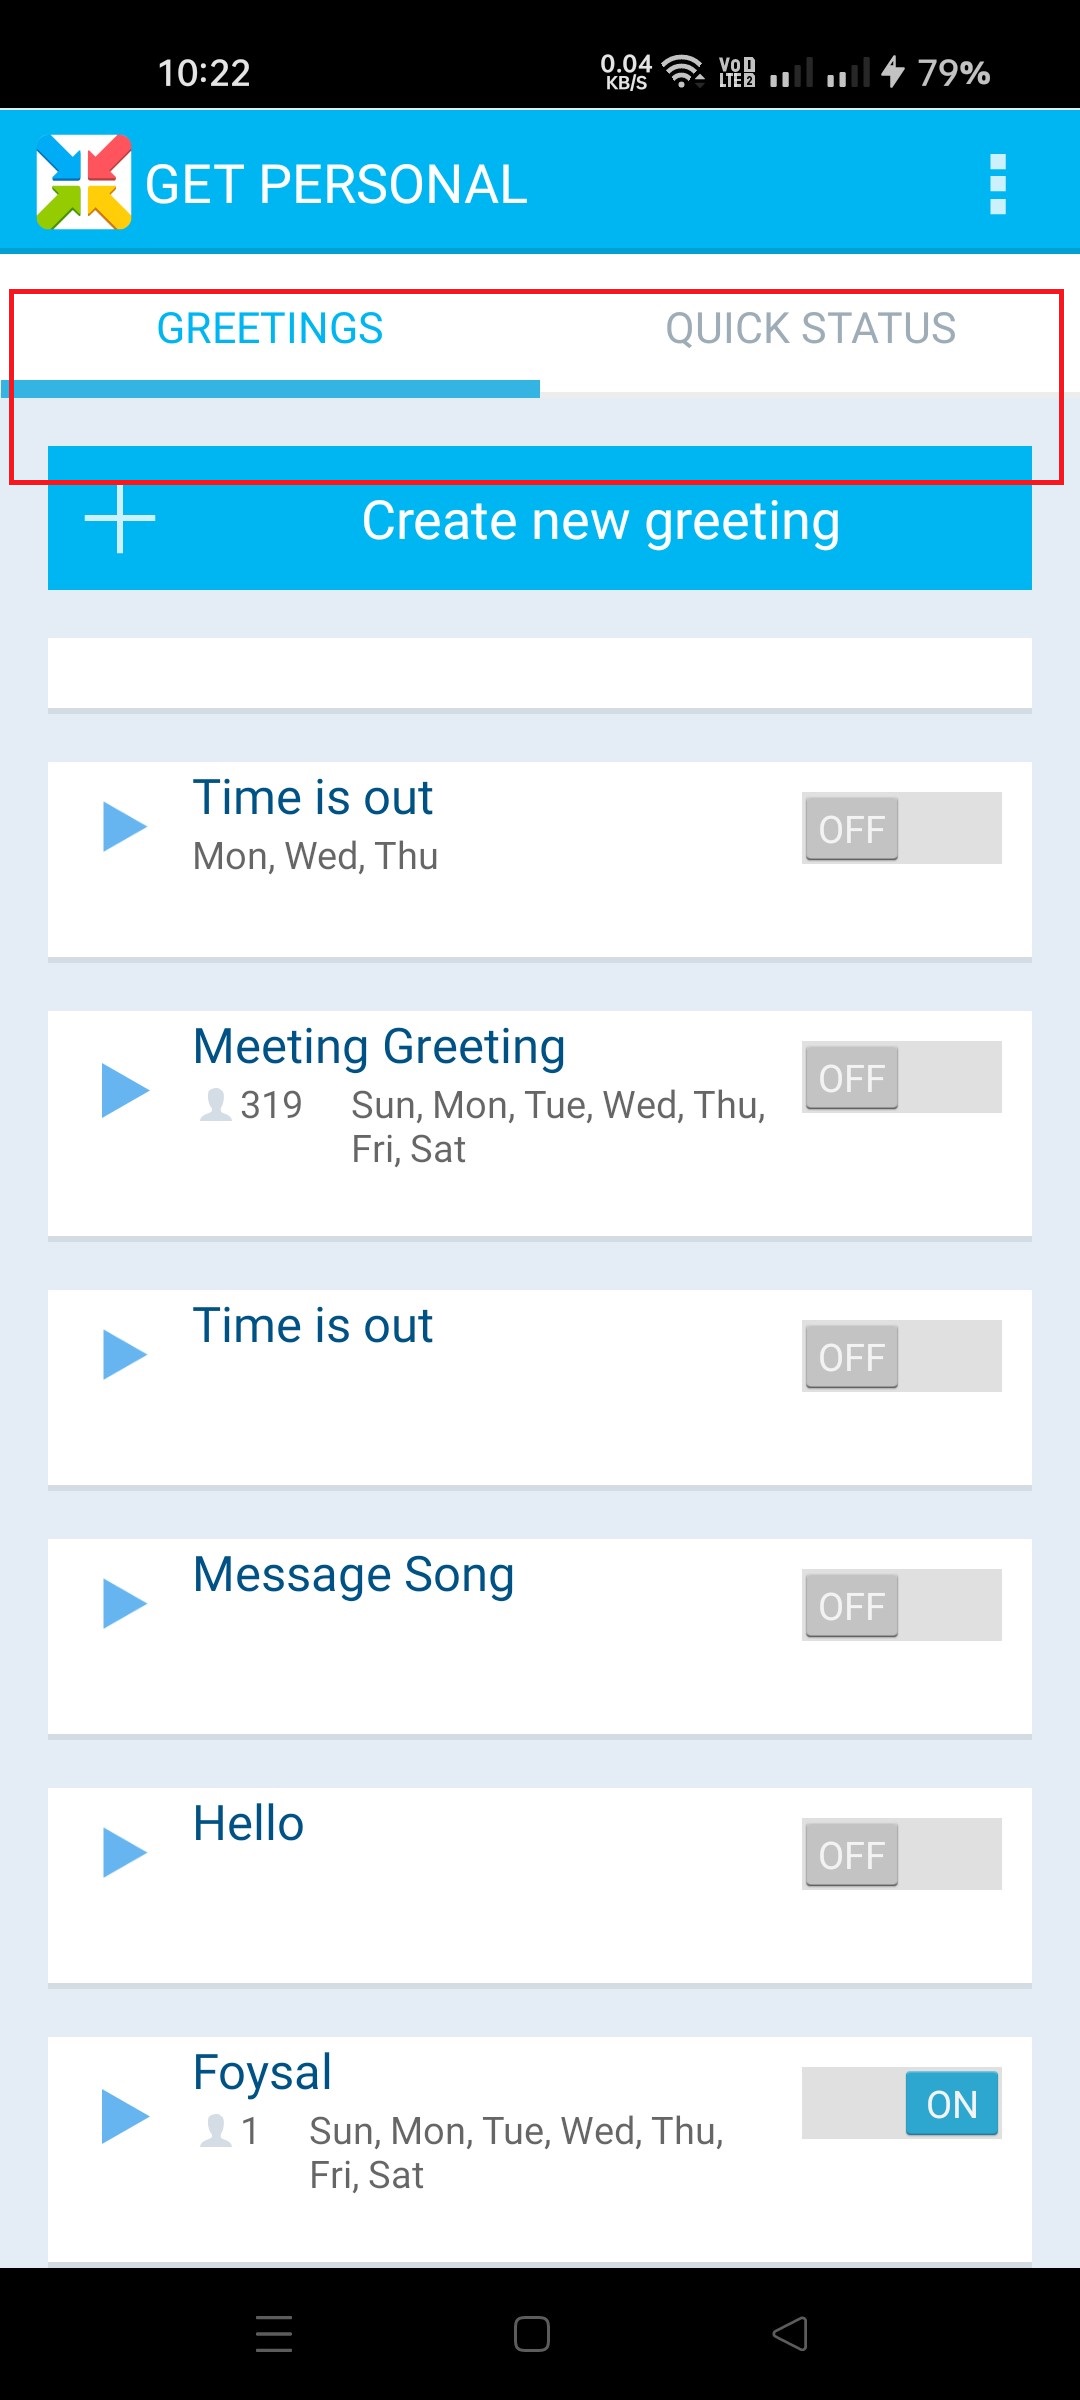 10:22
0.04
KB/S
Vo 1
LTE 2
79%
GET PERSONAL
GREETINGS
QUICK STATUS
Create new greeting
Time is out
Mon, Wed, Thu
OFF
Meeting Greeting
319
Sun, Mon, Tue, Wed, Thu,
Fri, Sat
OFF
Time is out
OFF
Message Song
OFF
Hello
OFF
Foysal
1
Sun, Mon, Tue, Wed, Thu,
Fri, Sat
ON